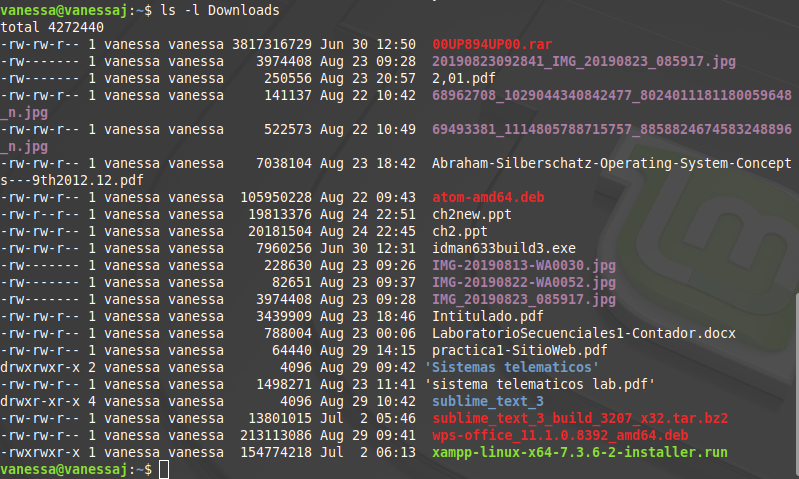 vanessa@vanessaj:~$ ls -l Downloads
total 4272440
-rw-rw-r-- 1 vanessa vanessa 3817316729 Jun 30 12:50 00UP894UP00.rar
-rw------- 1 vanessa vanessa    3974408 Aug 23 09:28 20190823092841_IMG_20190823_085917.jpg
-rw------- 1 vanessa vanessa     250556 Aug 23 20:57 2,01.pdf
-rw-rw-r-- 1 vanessa vanessa     141137 Aug 22 10:42 68962708_1029044340842477_8024011181180059648
_n.jpg
-rw-rw-r-- 1 vanessa vanessa     522573 Aug 22 10:49 69493381_1114805788715757_8858824674583248896
_n.jpg
-rw-rw-r-- 1 vanessa vanessa    7038104 Aug 23 18:42 Abraham-Silberschatz-Operating-System-Concept
s---9th2012.12.pdf
-rw-rw-r-- 1 vanessa vanessa  105950228 Aug 22 09:43 atom-amd64.deb
-rw-r--r-- 1 vanessa vanessa   19813376 Aug 24 22:51 ch2new.ppt
-rw-rw-r-- 1 vanessa vanessa   20181504 Aug 24 22:45 ch2.ppt
-rw-rw-r-- 1 vanessa vanessa    7960256 Jun 30 12:31 idman633build3.exe
-rw------- 1 vanessa vanessa     228630 Aug 23 09:26 IMG-20190813-WA0030.jpg
-rw------- 1 vanessa vanessa      82651 Aug 23 09:37 IMG-20190822-WA0052.jpg
-rw------- 1 vanessa vanessa    3974408 Aug 23 09:28 IMG_20190823_085917.jpg
-rw-rw-r-- 1 vanessa vanessa    3439909 Aug 23 18:46 Intitulado.pdf
-rw-rw-r-- 1 vanessa vanessa     788004 Aug 23 00:06 LaboratorioSecuenciales1-Contador.docx
-rw-rw-r-- 1 vanessa vanessa      64440 Aug 29 14:15 practica1-SitioWeb.pdf
drwxrwxr-x 2 vanessa vanessa       4096 Aug 29 09:42 'Sistemas telematicos'
-rw-rw-r-- 1 vanessa vanessa    1498271 Aug 23 11:41 'sistema telematicos lab.pdf'
drwxr-xr-x 4 vanessa vanessa       4096 Aug 29 10:42 sublime_text_3
-rw-rw-r-- 1 vanessa vanessa   13801015 Jul  2 05:46 sublime_text_3_build_3207_x32.tar.bz2
-rw-rw-r-- 1 vanessa vanessa  213113086 Aug 29 09:41 wps-office_11.1.0.8392_amd64.deb
-rwxrwxr-x 1 vanessa vanessa  154774218 Jul  2 06:13 xampp-linux-x64-7.3.6-2-installer.run
vanessa@vanessaj:~$